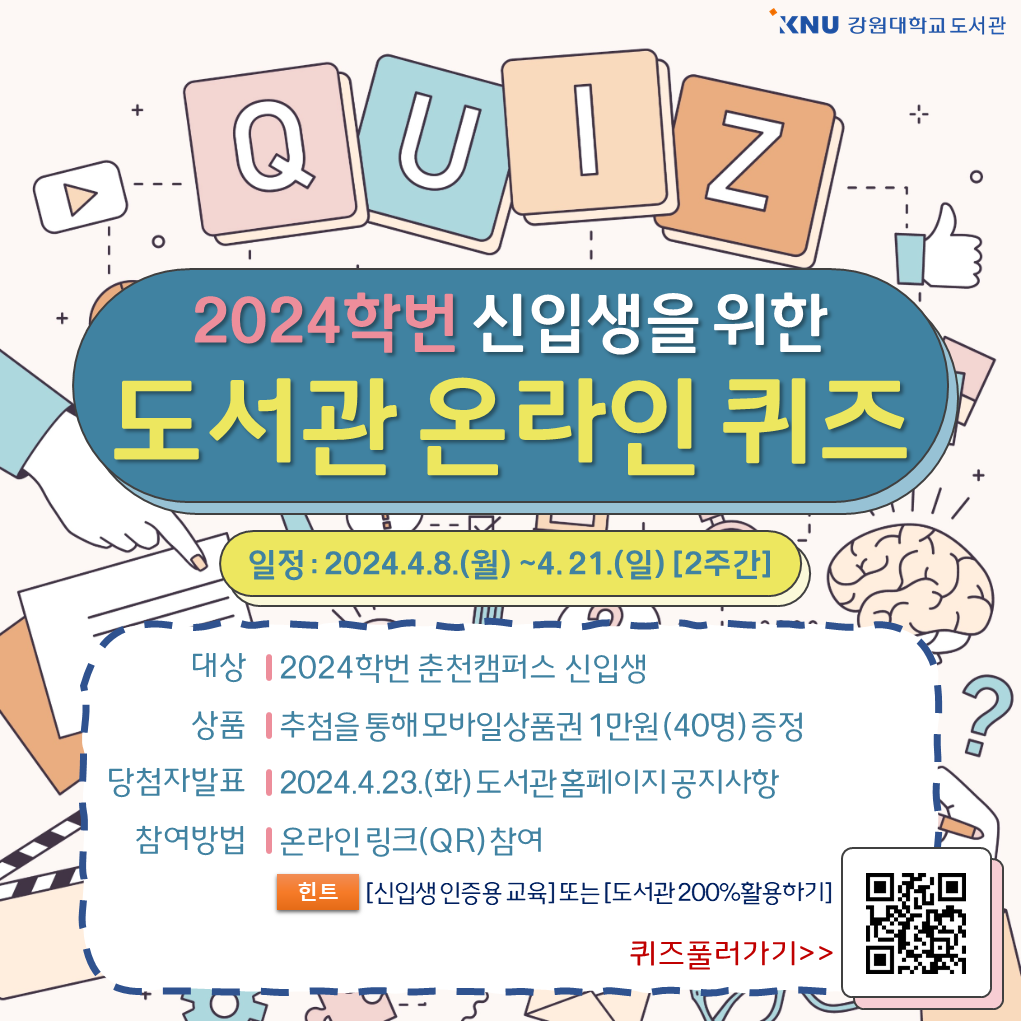 KNU 강원대학교 도서관
QUIZ
2024학번 신입생을 위한
도서관 온라인 퀴즈
일정 : 2024.4.8.(월) ~4. 21.(일) [2주간]
대상 2024학번 춘천캠퍼스 신입생
상품 추첨을 통해 모바일상품권 1만원 (40명) 증정
당첨자발표 2024.4.23.(화) 도서관 홈페이지 공지사항
참여방법 온라인 링크(QR) 참여
힌트 [신입생 인증용 교육] 또는 [도서관 200%활용하기]
퀴즈풀러가기>>